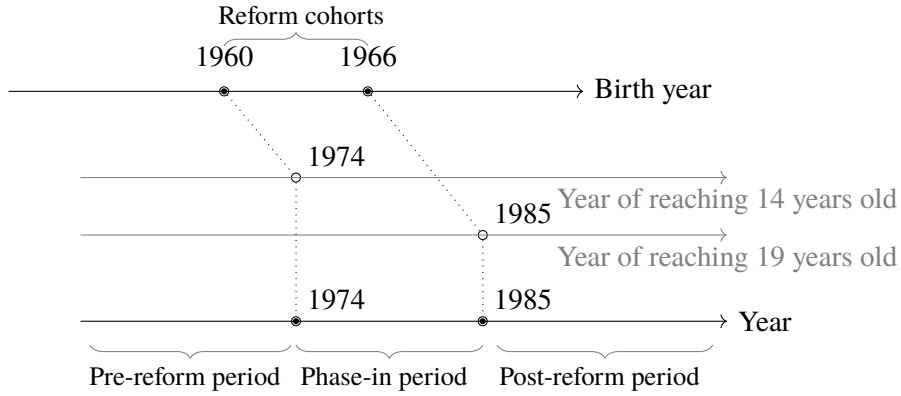 Reform cohorts
1960 1966
Birth year
1974
Year of reaching 14 years old
1985
Year of reaching 19 years old
1974 1985
Year
Pre-reform period Phase-in period Post-reform period